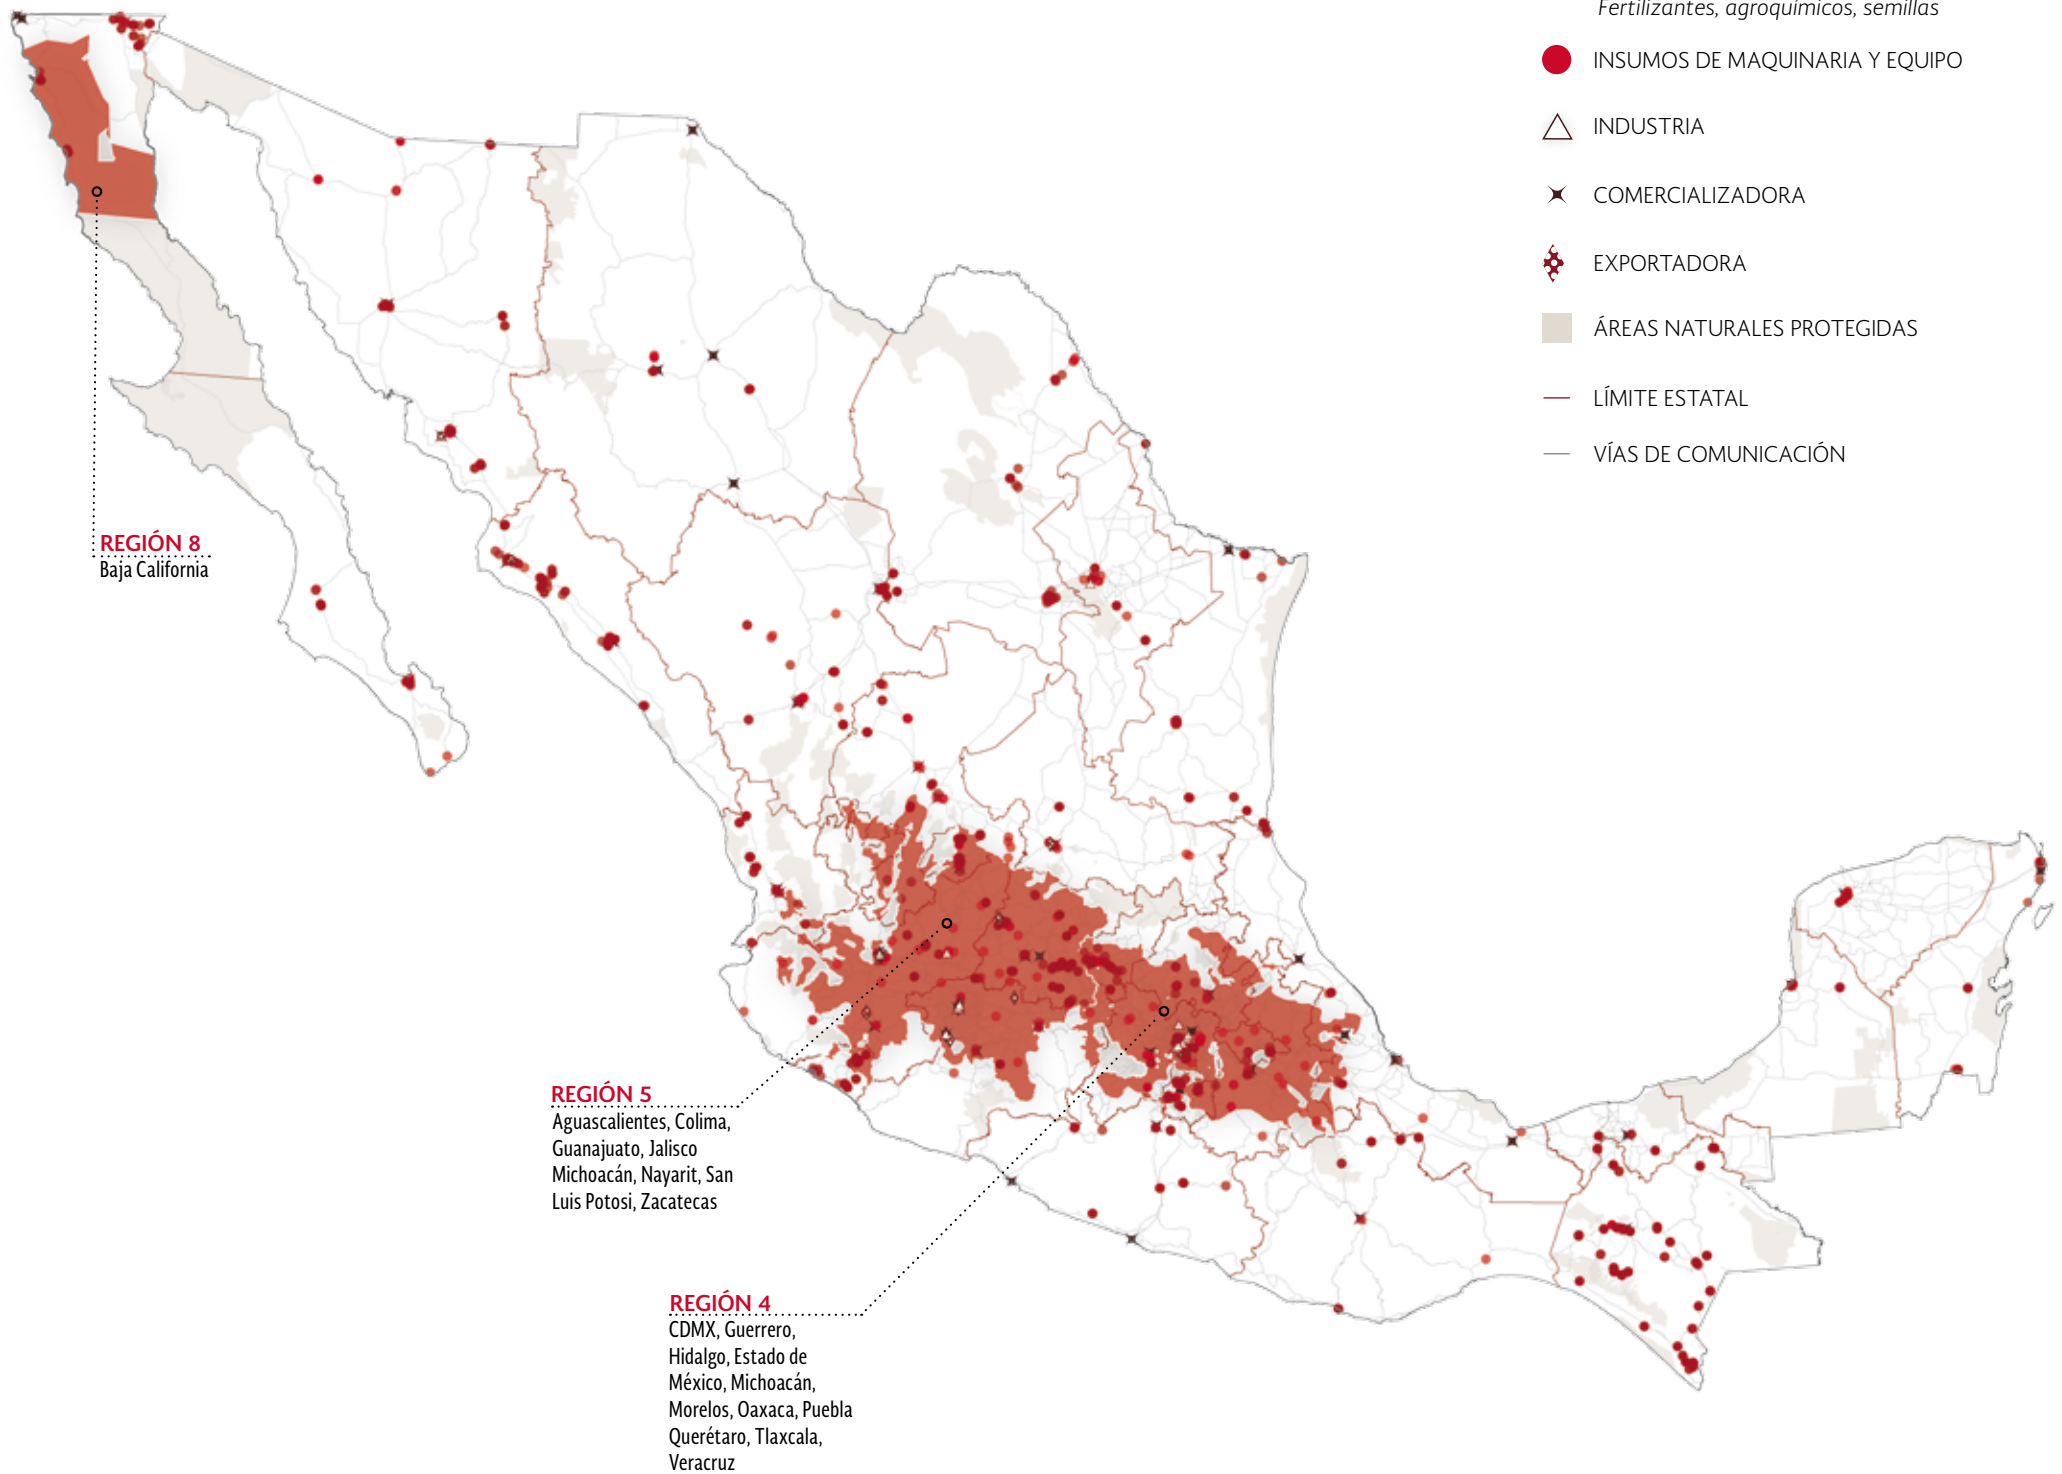 Fertilizantes, agroquímicos, semillas
INSUMOS DE MAQUINARIA Y EQUIPO
INDUSTRIA
COMERCIALIZADORA
EXPORTADORA
ÁREAS NATURALES PROTEGIDAS
LÍMITE ESTATAL
VÍAS DE COMUNICACIÓN
REGIÓN 8
Baja California
REGIÓN 5
Aguascalientes, Colima,
Guanajuato, Jalisco
Michoacán, Nayarit, San
Luis Potosi, Zacatecas
REGIÓN 4
CDMX, Guerrero,
Hidalgo, Estado de
México, Michoacán,
Morelos, Oaxaca, Puebla
Querétaro, Tlaxcala,
Veracruz